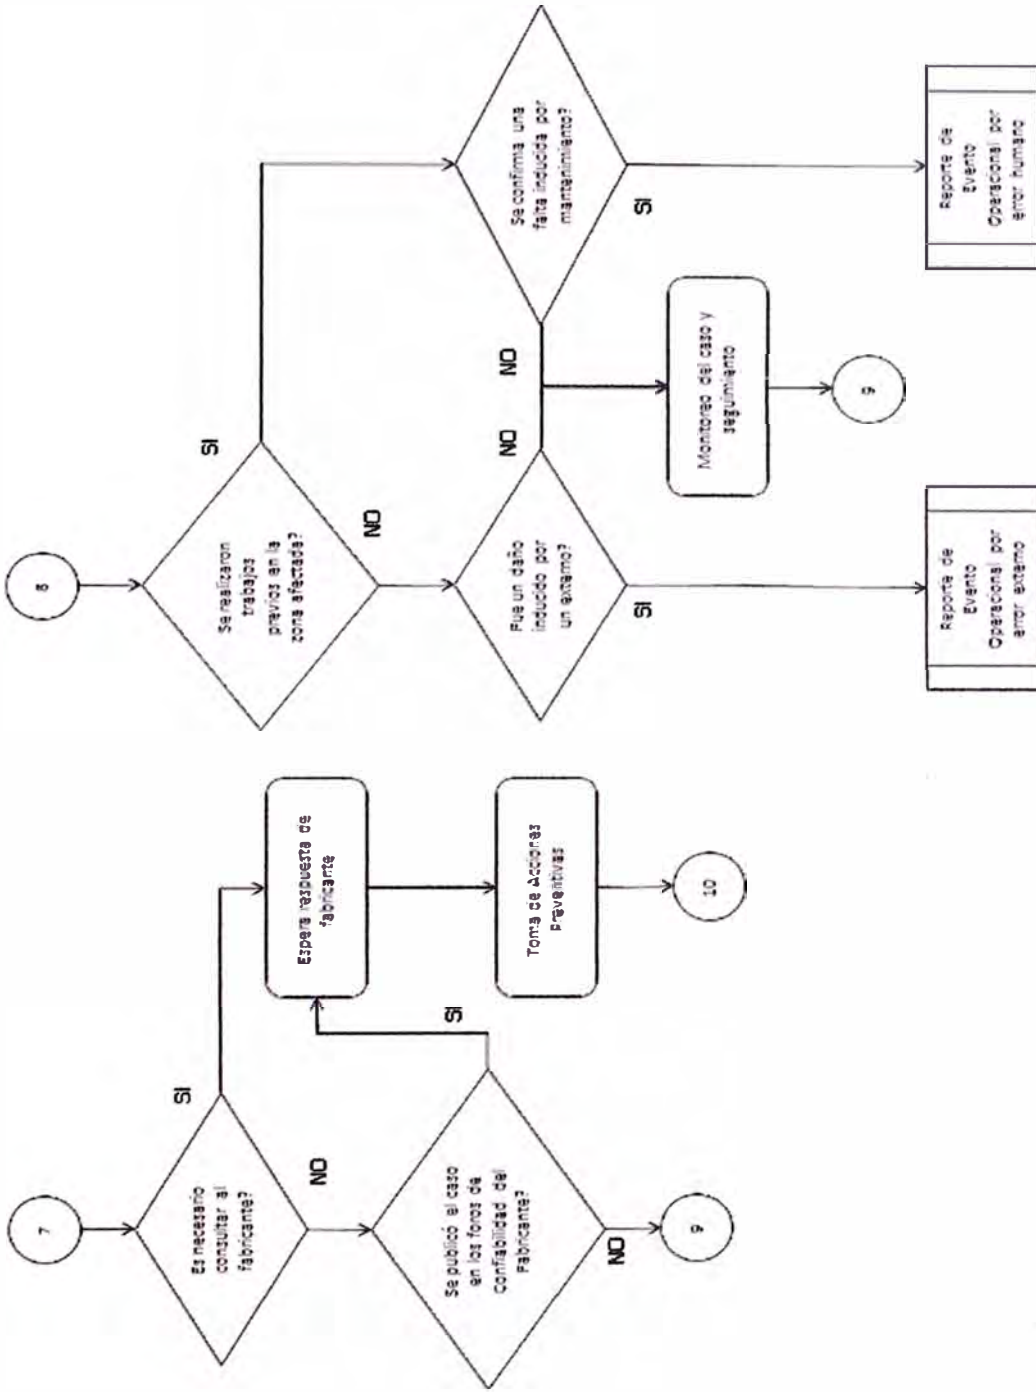 7
Es necesario
consultar al
fabricante?
SI
NO
Espera respuesta de
fabricante
Se publicó el caso
en los foros de
Confiabilidad del
Fabricante?
SI
NO
Toma de Acciones
Preventivas
9
10
8
Se realizaron
trabajos
previos en la
zona afectada?
SI
NO
Fue un daño
inducido por
un externo?
NO
SI
Se confirma una
falta inducida por
mantenimiento?
NO
SI
Monitoreo del caso y
seguimiento
9
Reporte de
Evento
Operacional por
error externo
Reporte de
Evento
Operacional por
error humano